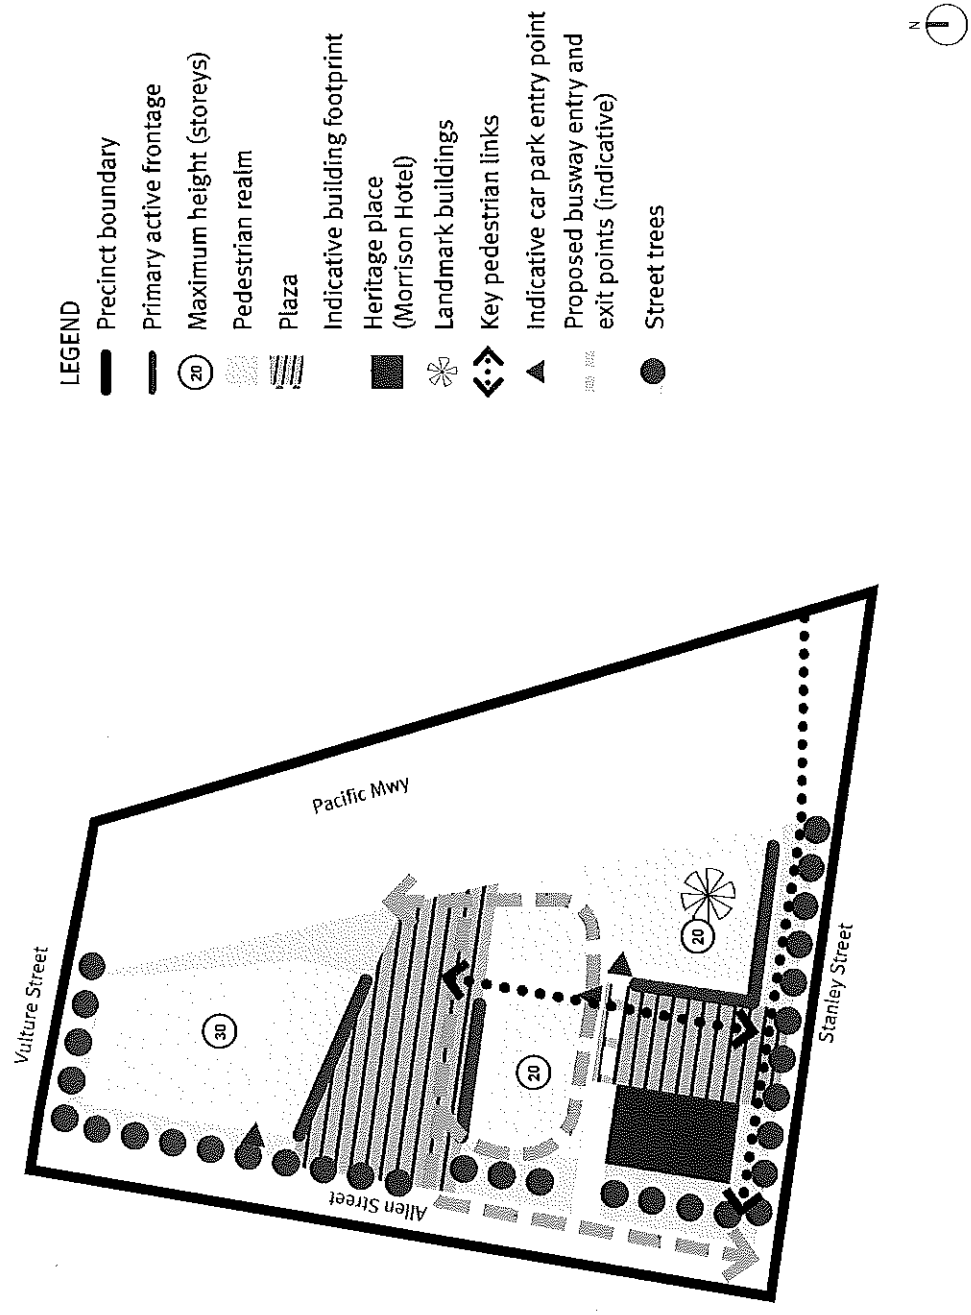 LEGEND
Precinct boundary
Primary active frontage
20
Maximum height (storeys)
Pedestrian realm
Plaza
Indicative building footprint
Heritage place
(Morrison Hotel)
Landmark buildings
Key pedestrian links
Indicative car park entry point
Proposed busway entry and
exit points (indicative)
Street trees
N
Vulture Street
Pacific Mwy
30
Allen Street
20
20
Stanley Street